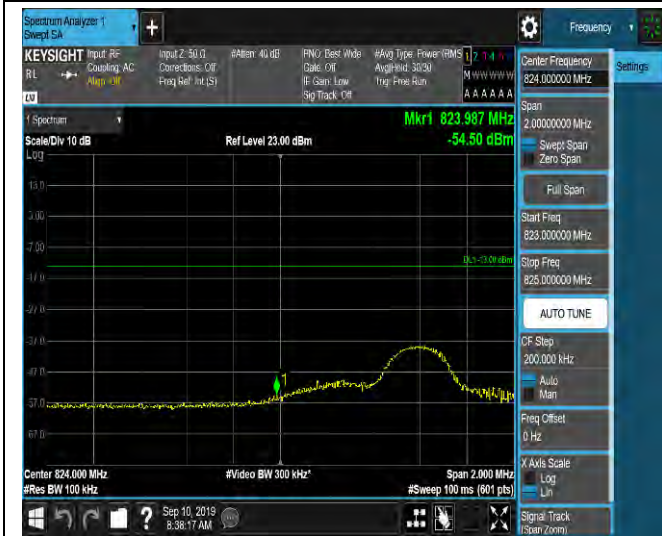 Spectrum Analyzer 1
Swept SA
+
Frequency
KEYSIGHT
RL
LV
Input: RF
Coupling: AC
Align: Off
Input Z: 50 Ω
Corrections: Off
Freq Ref: Int (S)
#Atten: 40 dB
PNO: Best Wide
Gate: Off
IF Gain: Low
Sig Track: Off
#Avg Type: Power (RMS
Avg|Hold: 30/30
Trig: Free Run
1 2 3 4 5 6
M W W W W W
A A A A A A
1 Spectrum
Scale/Div 10 dB
Log
Ref Level 23.00 dBm
Mkr1 823.987 MHz
-54.50 dBm
13.0
3.00
-7.00
DL1 -13.00 dBm
-17.0
-27.0
-37.0
-47.0
1
-57.0
-67.0
Center 824.000 MHz
#Res BW 100 kHz
#Video BW 300 kHz*
Span 2.000 MHz
#Sweep 100 ms (601 pts)
?
Sep 10, 2019
8:38:17 AM
Center Frequency
824.000000 MHz
Span
2.00000000 MHz
Swept Span
Zero Span
Full Span
Start Freq
823.000000 MHz
Stop Freq
825.000000 MHz
AUTO TUNE
CF Step
200.000 kHz
Auto
Man
Freq Offset
0 Hz
X Axis Scale
Log
Lin
Signal Track
(Span Zoom)
Settings